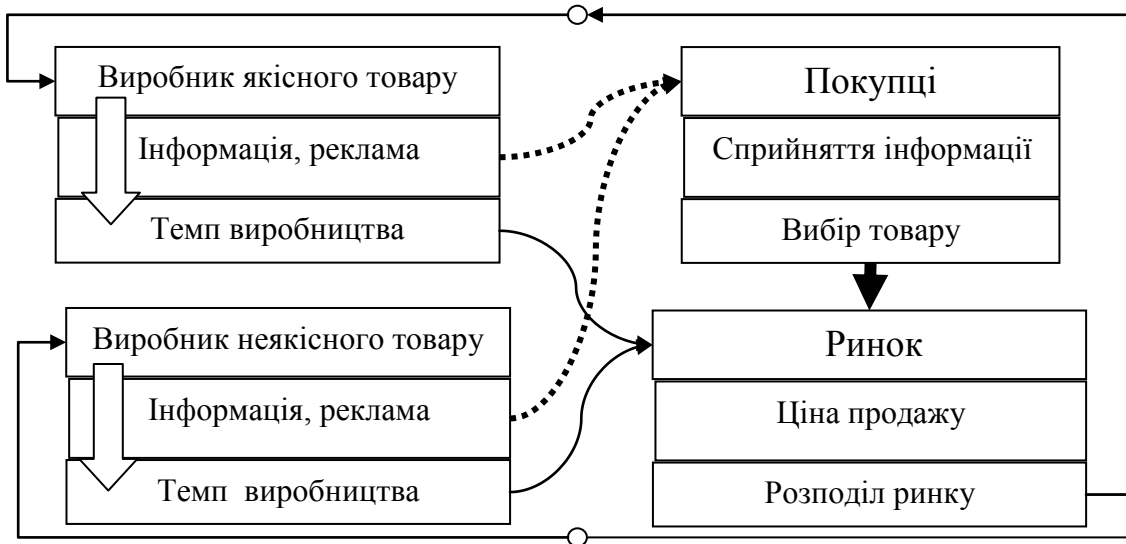 Виробник якісного товару
Інформація, реклама
Темп виробництва
Виробник неякісного товару
Інформація, реклама
Темп виробництва
Покупці
Сприйняття інформації
Вибір товару
Ринок
Ціна продажу
Розподіл ринку